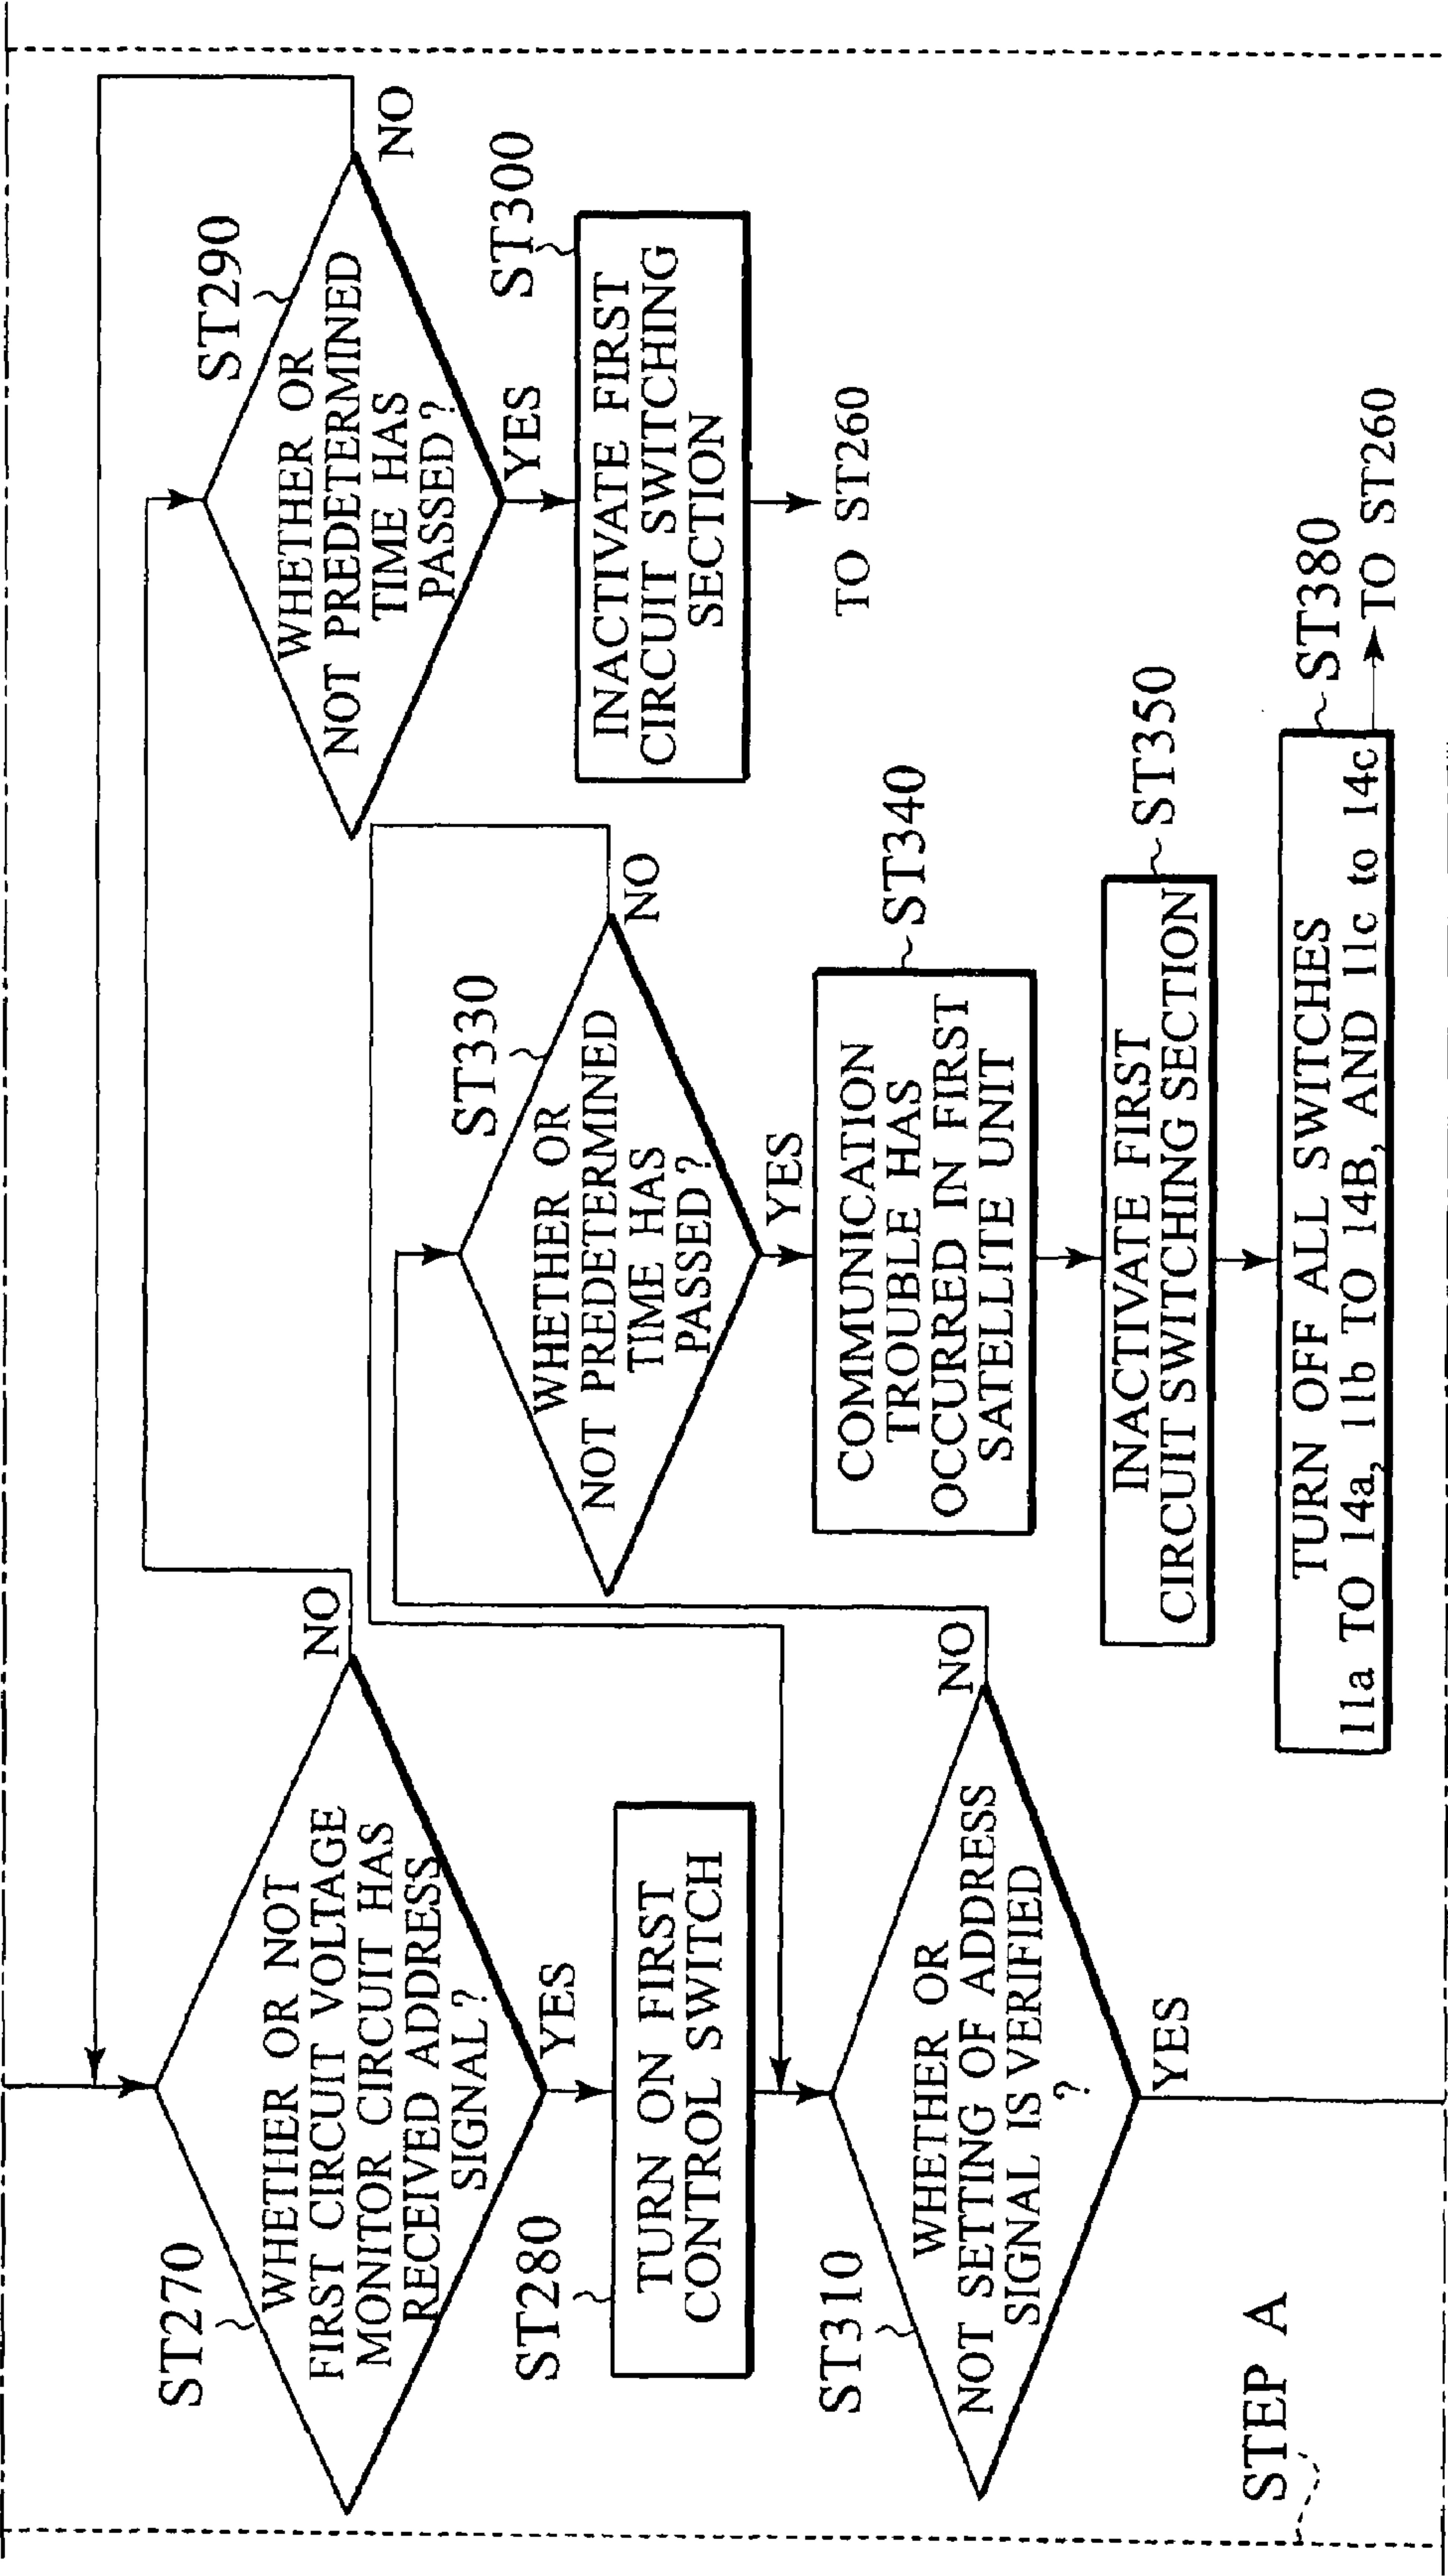 ST270
WHETHER OR NOT
FIRST CIRCUIT VOLTAGE
MONITOR CIRCUIT HAS
RECEIVED ADDRESS
SIGNAL?
NO
YES
ST280
TURN ON FIRST
CONTROL SWITCH
ST310
WHETHER OR
NOT SETTING OF ADDRESS
SIGNAL IS VERIFIED
?
NO
YES
STEP A
ST330
WHETHER OR
NOT PREDETERMINED
TIME HAS
PASSED?
NO
YES
ST340
COMMUNICATION
TROUBLE HAS
OCCURRED IN FIRST
SATELLITE UNIT
ST350
INACTIVATE FIRST
CIRCUIT SWITCHING SECTION
ST380
TURN OFF ALL SWITCHES
11a TO 14a, 11b TO 14B, AND 11c to 14c
TO ST260
ST290
WHETHER OR
NOT PREDETERMINED
TIME HAS
PASSED?
NO
YES
ST300
INACTIVATE FIRST
CIRCUIT SWITCHING
SECTION
TO ST260